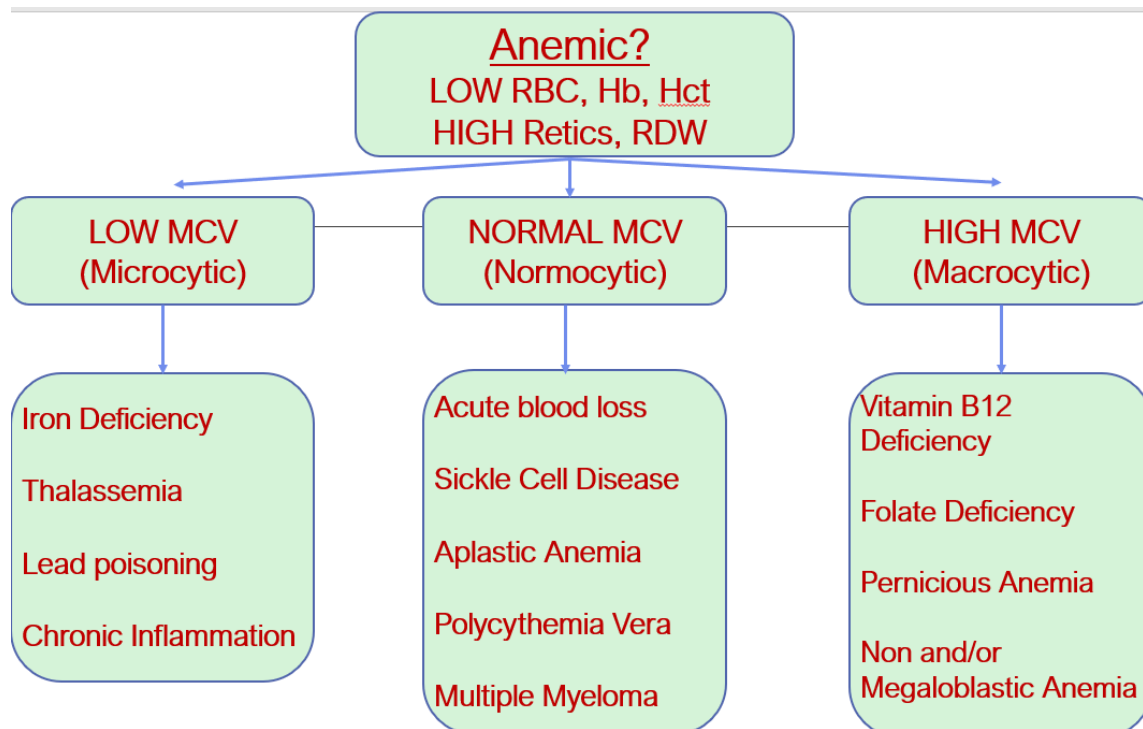 Anemic?
LOW RBC, Hb, Hct
HIGH Retics, RDW
LOW MCV
(Microcytic)
NORMAL MCV
(Normocytic)
HIGH MCV
(Macrocytic)
Iron Deficiency
Thalassemia
Lead poisoning
Chronic Inflammation
Acute blood loss
Sickle Cell Disease
Aplastic Anemia
Polycythemia Vera
Multiple Myeloma
Vitamin B12
Deficiency
Folate Deficiency
Pernicious Anemia
Non and/or
Megaloblastic Anemia